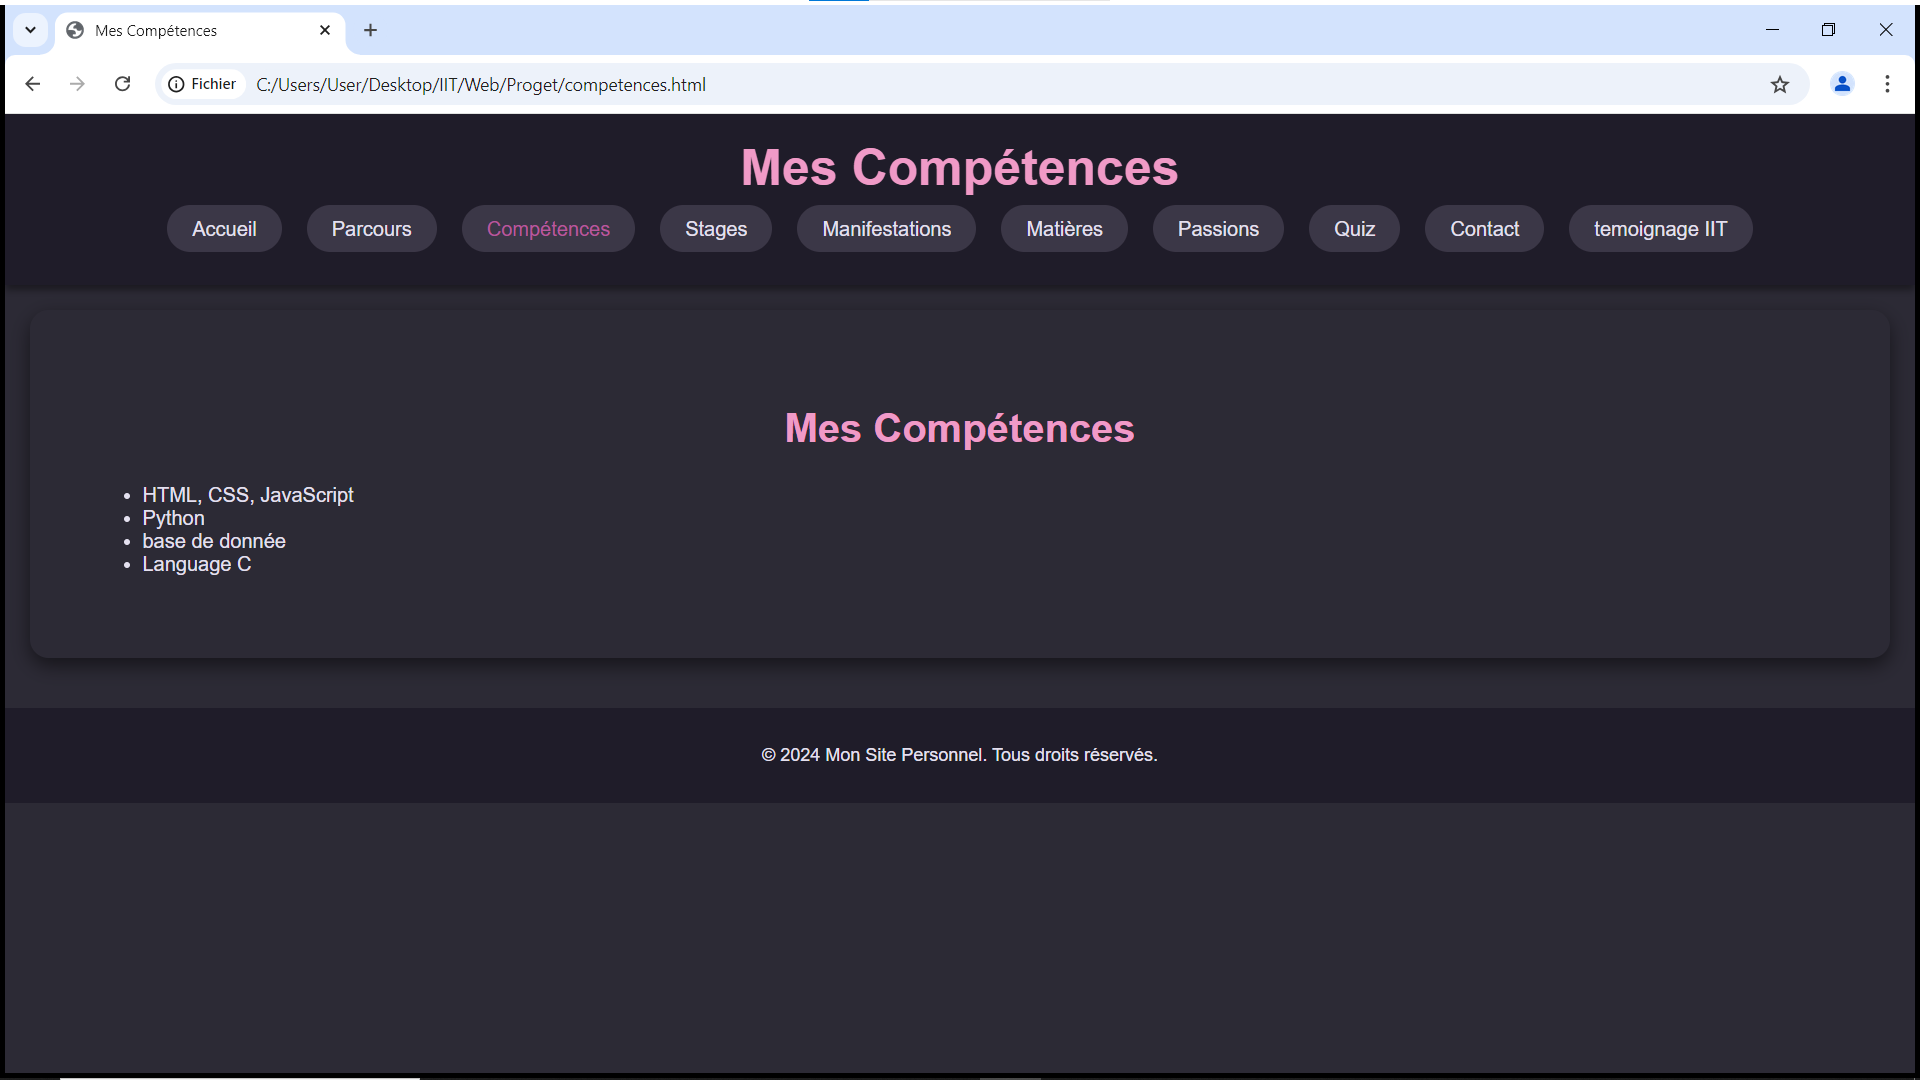 Mes Compétences
Fichier C:/Users/User/Desktop/IIT/Web/Proget/competences.html
Mes Compétences
Accueil Parcours Compétences Stages Manifestations Matières Passions Quiz Contact temoignage IIT
Mes Compétences
HTML, CSS, JavaScript
Python
base de donnée
Language C
© 2024 Mon Site Personnel. Tous droits réservés.